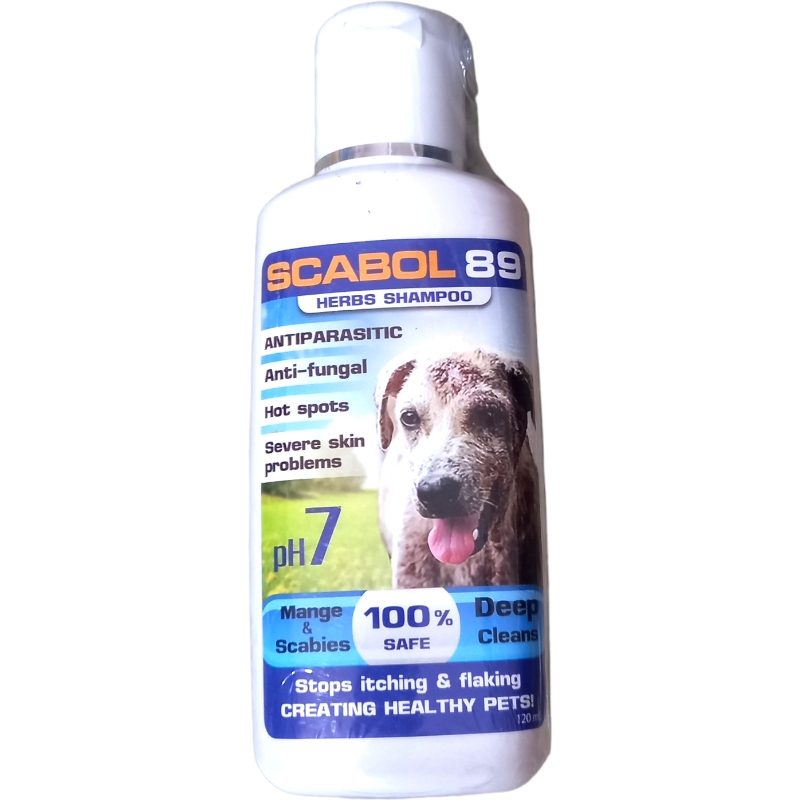 SCABOL 89
HERBS SHAMPOO
ANTIPARASITIC
Anti-fungal
Hot spots
Severe skin
problems
pH7
Mange
&
Scabies
100%
SAFE
Deep
Cleans
Stops itching & flaking
CREATING HEALTHY PETS!
120 m